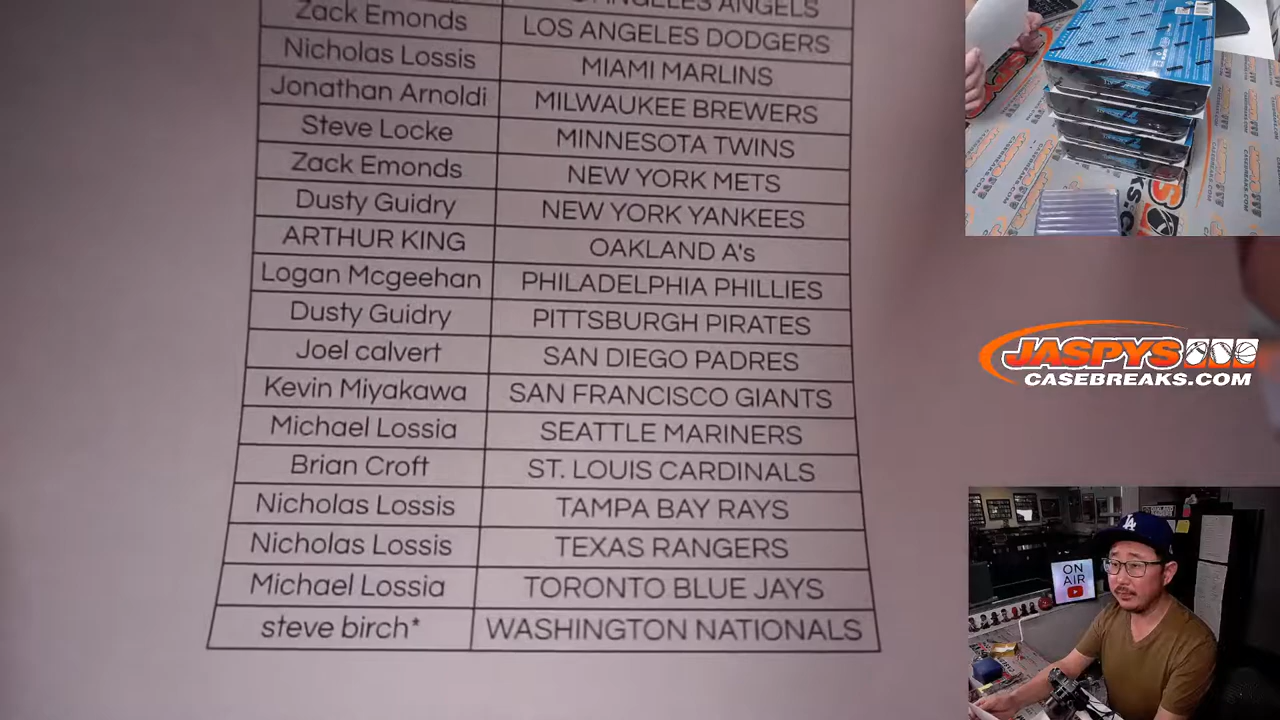 LOS ANGELES ANGELS
Zack Emonds LOS ANGELES DODGERS
Nicholas Lossis MIAMI MARLINS
Jonathan Arnoldi MILWAUKEE BREWERS
Steve Locke MINNESOTA TWINS
Zack Emonds NEW YORK METS
Dusty Guidry NEW YORK YANKEES
ARTHUR KING OAKLAND A's
Logan Mcgeehan PHILADELPHIA PHILLIES
Dusty Guidry PITTSBURGH PIRATES
Joel calvert SAN DIEGO PADRES
Kevin Miyakawa SAN FRANCISCO GIANTS
Michael Lossia SEATTLE MARINERS
Brian Croft ST. LOUIS CARDINALS
Nicholas Lossis TAMPA BAY RAYS
Nicholas Lossis TEXAS RANGERS
Michael Lossia TORONTO BLUE JAYS
steve birch* WASHINGTON NATIONALS
JASPYS
CASEBREAKS.COM
LA
ON
AIR